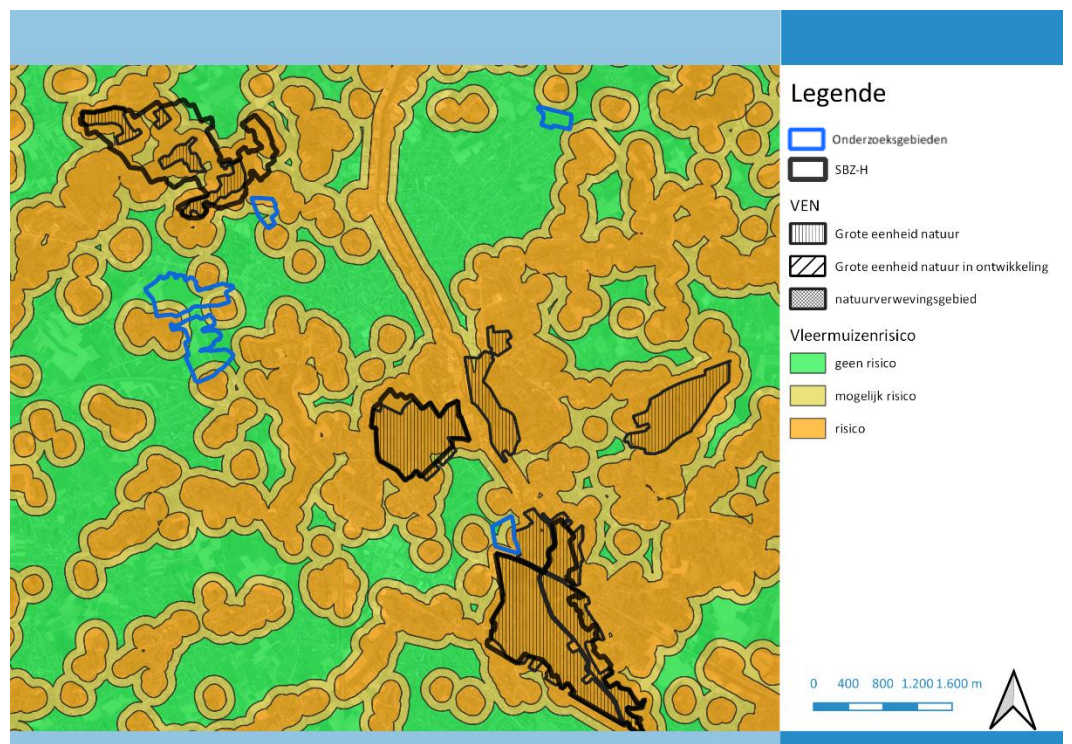 Legende
Onderzoeksgebieden
SBZ-H
VEN
Grote eenheid natuur
Grote eenheid natuur in ontwikkeling
natuurverwevingsgebied
Vleermuizenrisico
geen risico
mogelijk risico
risico
0 400 800 1.200 1.600 m